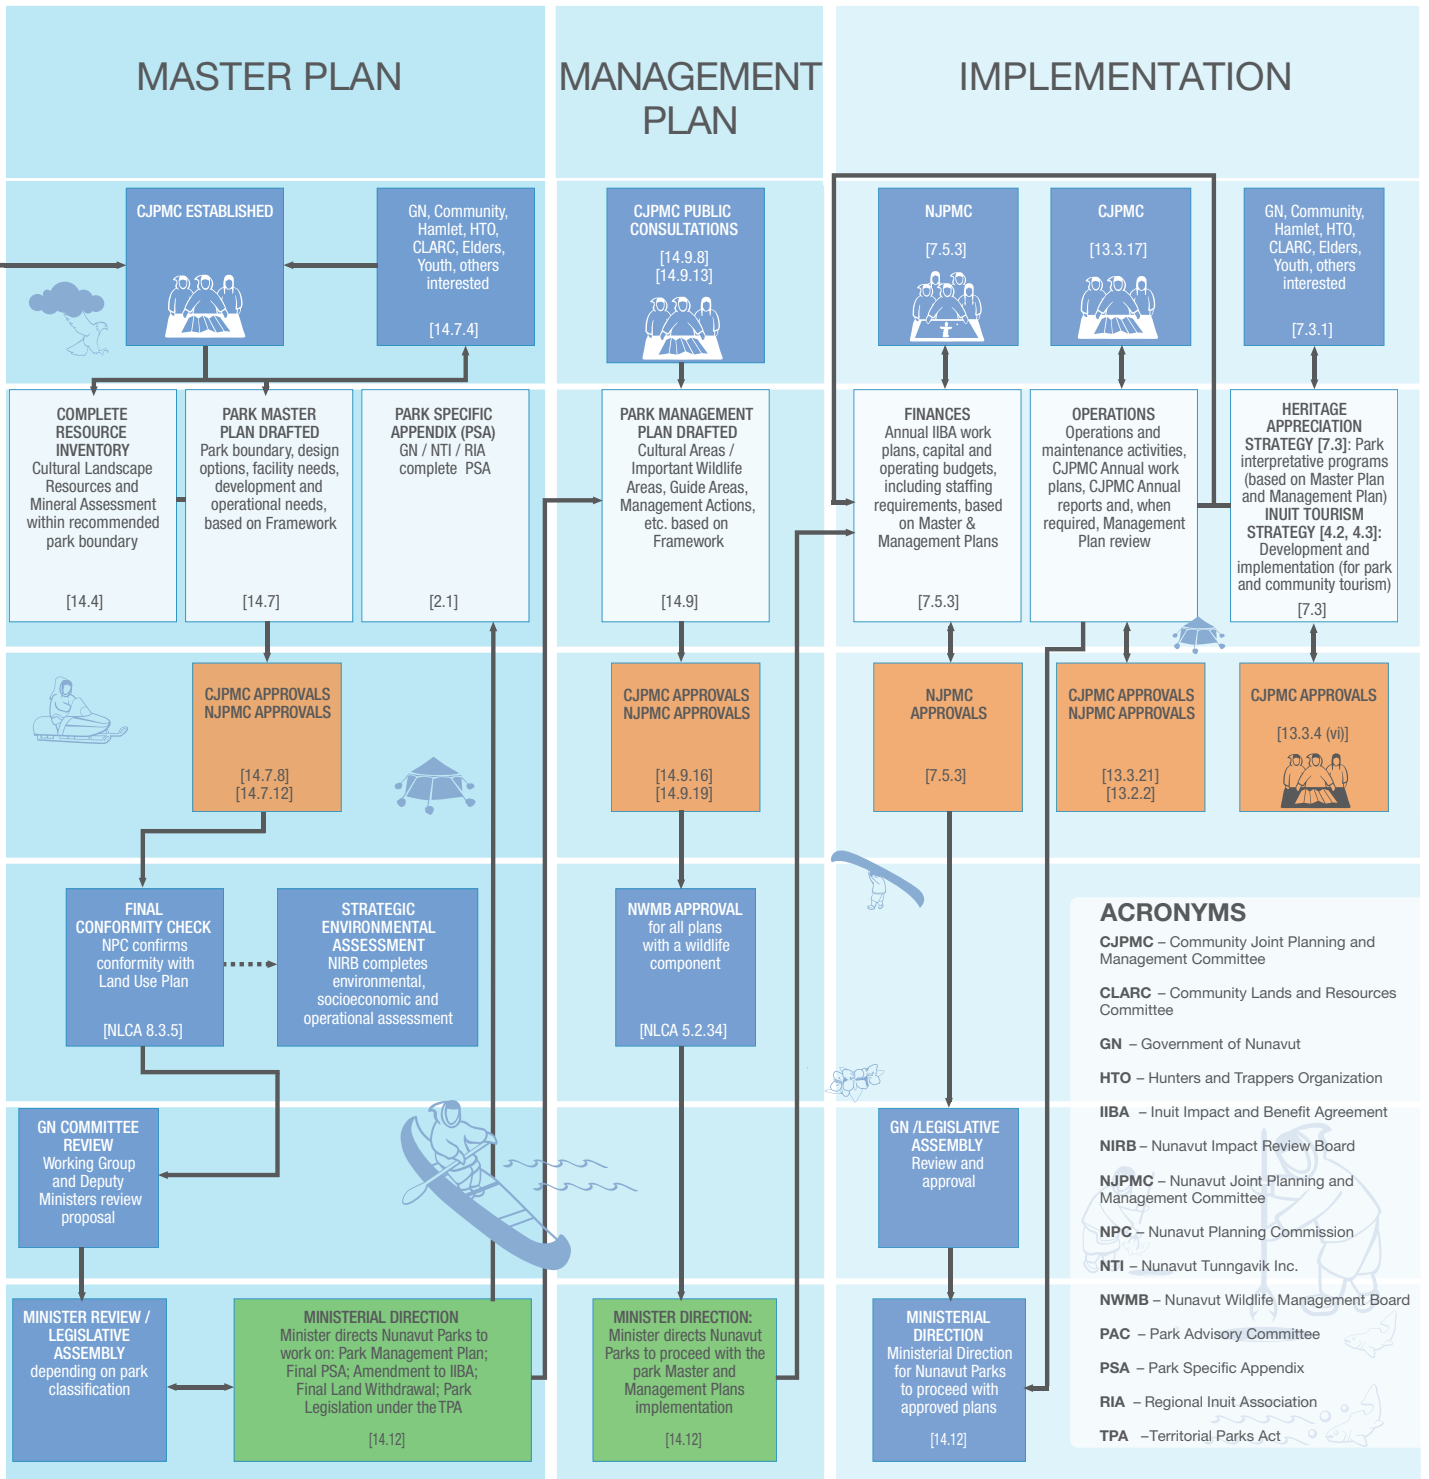 MASTER PLAN
MANAGEMENT
PLAN
IMPLEMENTATION
CJPMC ESTABLISHED
GN, Community,
Hamlet, HTO,
CLARC, Elders,
Youth, others
interested
[14.7.4]
CJPMC PUBLIC
CONSULTATIONS
[14.9.8]
[14.9.13]
NJPMC
[7.5.3]
CJPMC
[13.3.17]
GN, Community,
Hamlet, HTO,
CLARC, Elders,
Youth, others
interested
[7.3.1]
COMPLETE
RESOURCE
INVENTORY
Cultural Landscape
Resources and
Mineral Assessment
within recommended
park boundary
[14.4]
PARK MASTER
PLAN DRAFTED
Park boundary, design
options, facility needs,
development and
operational needs,
based on Framework
[14.7]
PARK SPECIFIC
APPENDIX (PSA)
GN / NTI / RIA
complete PSA
[2.1]
PARK MANAGEMENT
PLAN DRAFTED
Cultural Areas /
Important Wildlife
Areas, Guide Areas,
Management Actions,
etc. based on
Framework
[14.9]
FINANCES
Annual IIBA work
plans, capital and
operating budgets,
including staffing
requirements, based
on Master &
Management Plans
[7.5.3]
OPERATIONS
Operations and
maintenance activities,
CJPMC Annual work
plans, CJPMC Annual
reports and, when
required, Management
Plan review
HERITAGE
APPRECIATION
STRATEGY [7.3]: Park
interpretative programs
(based on Master Plan
and Management Plan)
INUIT TOURISM
STRATEGY [4.2, 4.3]:
Development and
implementation (for park
and community tourism)
[7.3]
CJPMC APPROVALS
NJPMC APPROVALS
[14.7.8]
[14.7.12]
CJPMC APPROVALS
NJPMC APPROVALS
[14.9.16]
[14.9.19]
NJPMC
APPROVALS
[7.5.3]
CJPMC APPROVALS
NJPMC APPROVALS
[13.3.21]
[13.2.2]
CJPMC APPROVALS
[13.3.4 (vi)]
FINAL
CONFORMITY CHECK
NPC confirms
conformity with
Land Use Plan
[NLCA 8.3.5]
STRATEGIC
ENVIRONMENTAL
ASSESSMENT
NIRB completes
environmental,
socioeconomic and
operational assessment
NWMB APPROVAL
for all plans
with a wildlife
component
[NLCA 5.2.34]
GN COMMITTEE
REVIEW
Working Group
and Deputy
Ministers review
proposal
GN /LEGISLATIVE
ASSEMBLY
Review and
approval
MINISTER REVIEW /
LEGISLATIVE
ASSEMBLY
depending on park
classification
MINISTERIAL DIRECTION
Minister directs Nunavut Parks to
work on: Park Management Plan;
Final PSA; Amendment to IIBA;
Final Land Withdrawal; Park
Legislation under the TPA
[14.12]
MINISTER DIRECTION:
Minister directs Nunavut
Parks to proceed with the
park Master and
Management Plans
implementation
[14.12]
MINISTERIAL
DIRECTION
Ministerial Direction
for Nunavut Parks
to proceed with
approved plans
[14.12]
ACRONYMS
CJPMC – Community Joint Planning and
Management Committee
CLARC – Community Lands and Resources
Committee
GN – Government of Nunavut
HTO – Hunters and Trappers Organization
IIBA – Inuit Impact and Benefit Agreement
NIRB – Nunavut Impact Review Board
NJPMC – Nunavut Joint Planning and
Management Committee
NPC – Nunavut Planning Commission
NTI – Nunavut Tunngavik Inc.
NWMB – Nunavut Wildlife Management Board
PAC – Park Advisory Committee
PSA – Park Specific Appendix
RIA – Regional Inuit Association
TPA –Territorial Parks Act